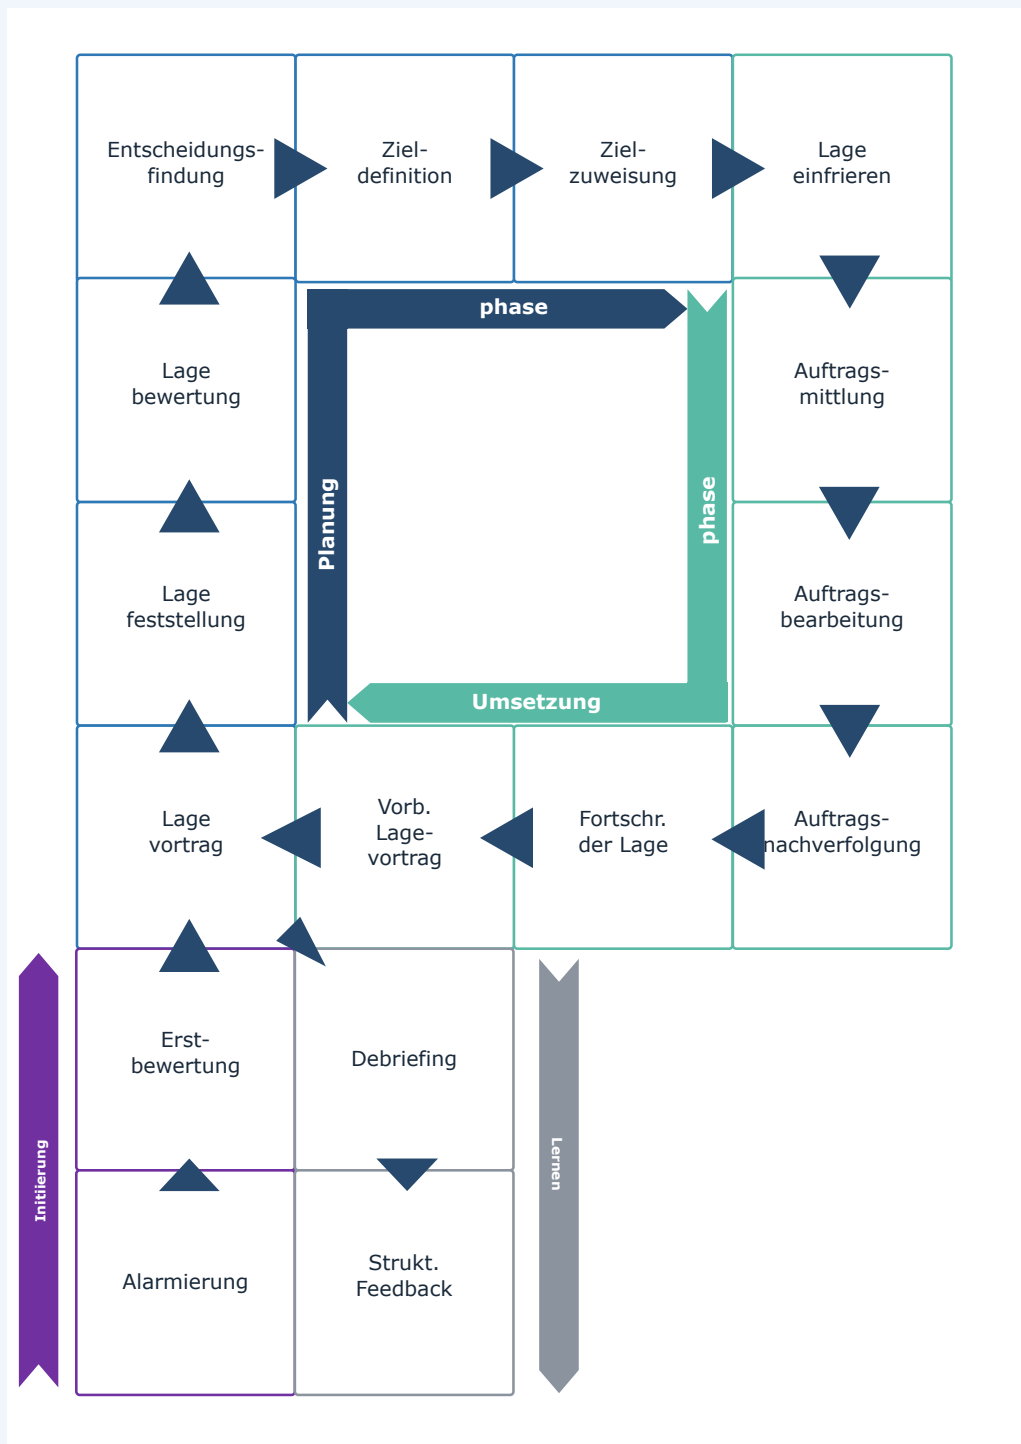 Entscheidungs-
findung
Ziel-
definition
Ziel-
zuweisung
Lage
einfrieren
phase
Lage
bewertung
Auftrags-
mittlung
Planung
phase
Lage
feststellung
Auftrags-
bearbeitung
Umsetzung
Lage
vortrag
Vorb.
Lage-
vortrag
Fortschr.
der Lage
Auftrags-
nachverfolgung
Erst-
bewertung
Debriefing
Initiierung
Lernen
Alarmierung
Strukt.
Feedback